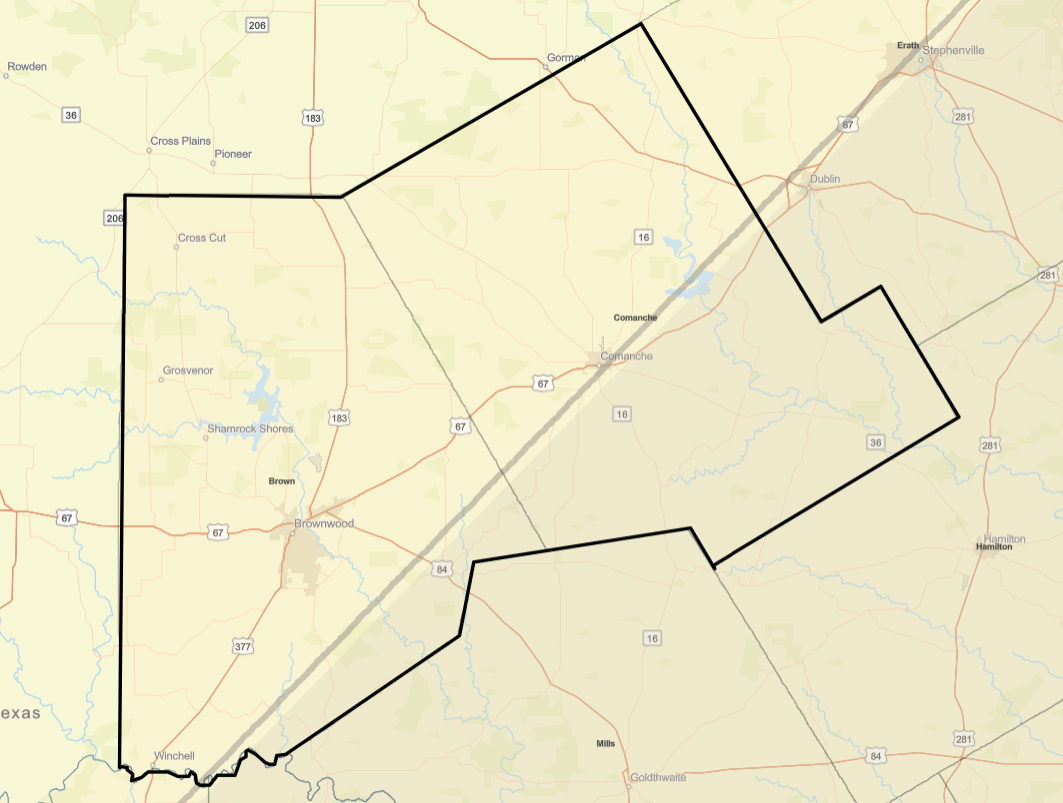 206
Rowden
36
183
Gorman
Erath
Stephenville
67
281
Cross Plains
Pioneer
Dublin
206
Cross Cut
16
281
Comanche
Comanche
Grosvenor
67
183
16
67
Shamrock Shores
36
281
Brown
67
67
Brownwood
84
Hamilton
Hamilton
377
16
exas
Winchell
Mills
281
84
Goldthwaite